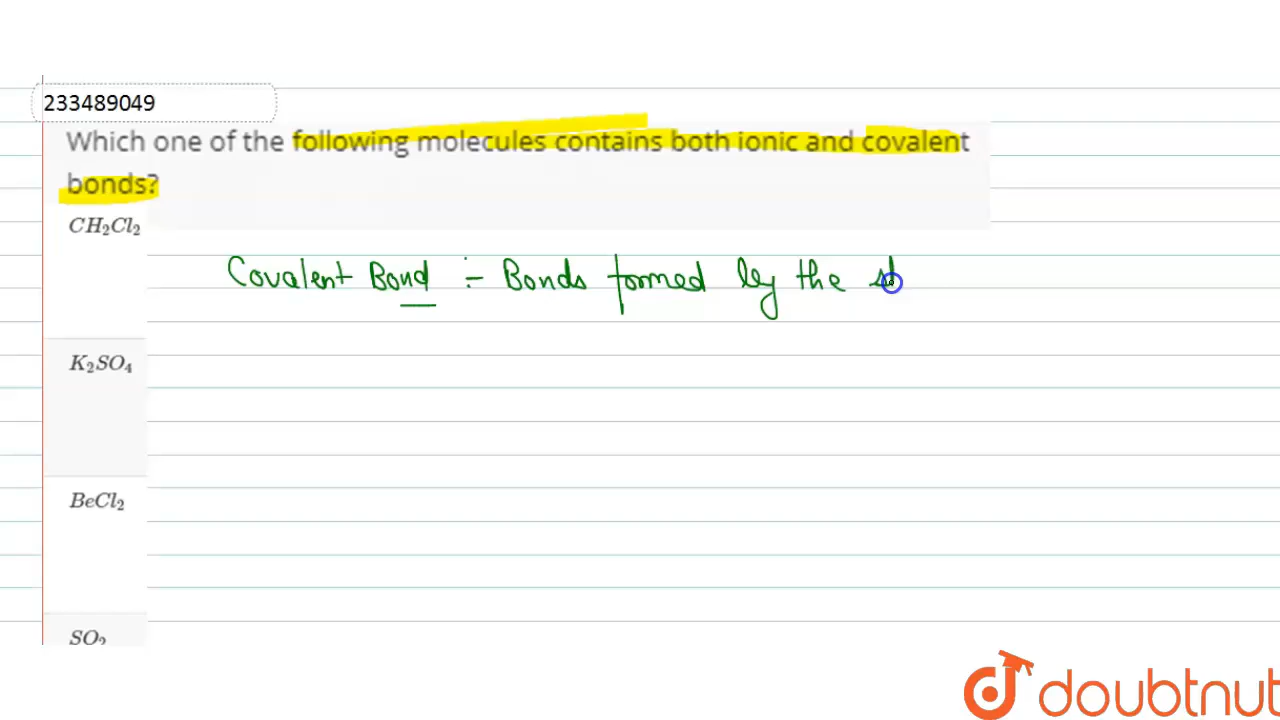 233489049
Which one of the following molecules contains both ionic and covalent
bonds?
CH₂Cl₂
Covalent Bond :- Bonds formed by the
K₂SO₄
BeCl₂
SO₂
doubtnut